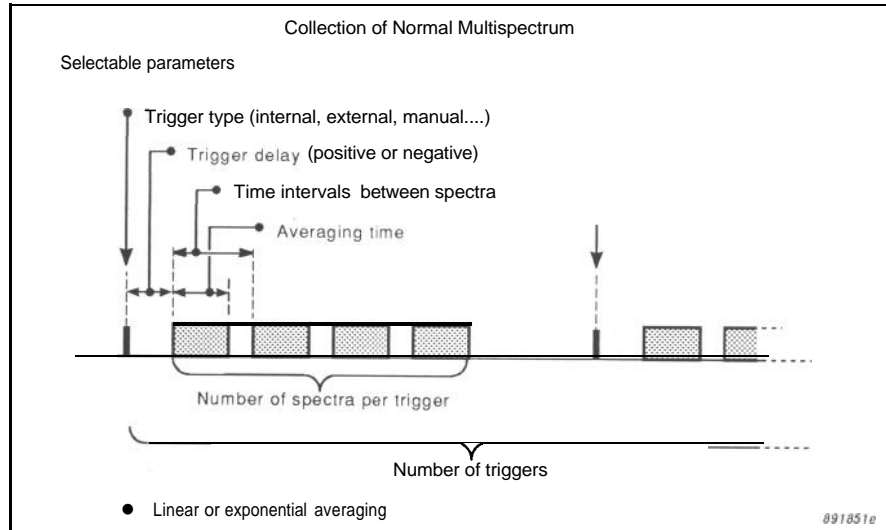 Collection of Normal Multispectrum
Selectable parameters
Trigger type (internal, external, manual....)
Trigger delay (positive or negative)
Time intervals between spectra
Averaging time
Number of spectra per trigger
Number of triggers
● Linear or exponential averaging
891851e